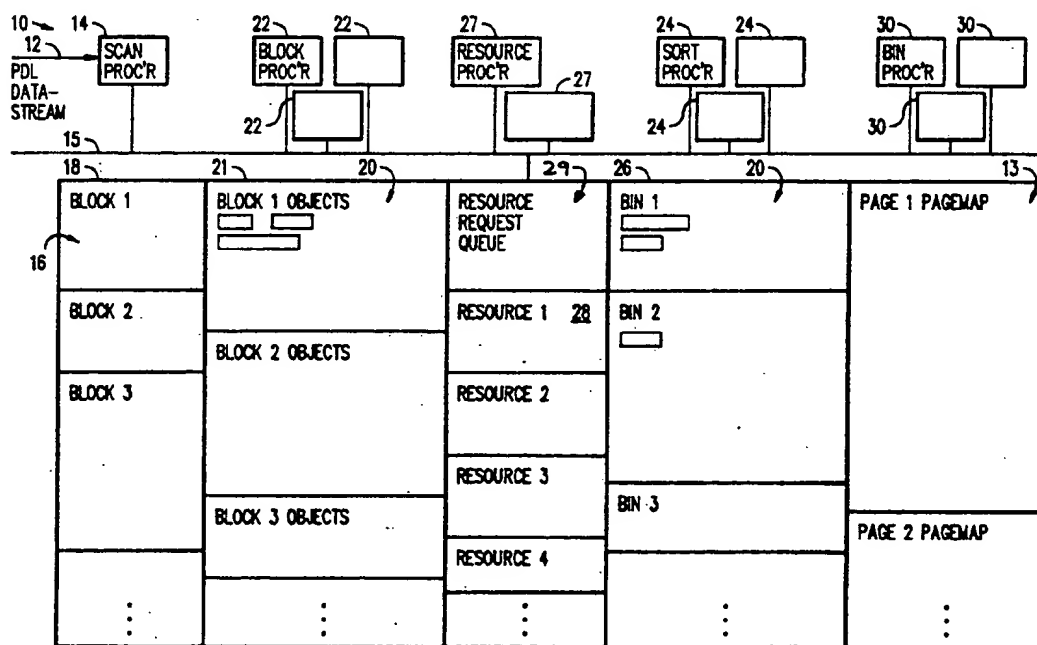 10
12
PDL
DATA-
STREAM
14
SCAN
PROC'R
22
BLOCK
PROC'R
22
22
27
RESOURCE
PROC'R
27
24
SORT
PROC'R
24
24
30
BIN
PROC'R
30
30
15
18
21
20
29
26
20
13
BLOCK 1
16
BLOCK 2
BLOCK 3
BLOCK 1 OBJECTS
BLOCK 2 OBJECTS
BLOCK 3 OBJECTS
RESOURCE
REQUEST
QUEUE
RESOURCE 1 28
RESOURCE 2
RESOURCE 3
RESOURCE 4
BIN 1
BIN 2
BIN 3
PAGE 1 PAGEMAP
PAGE 2 PAGEMAP